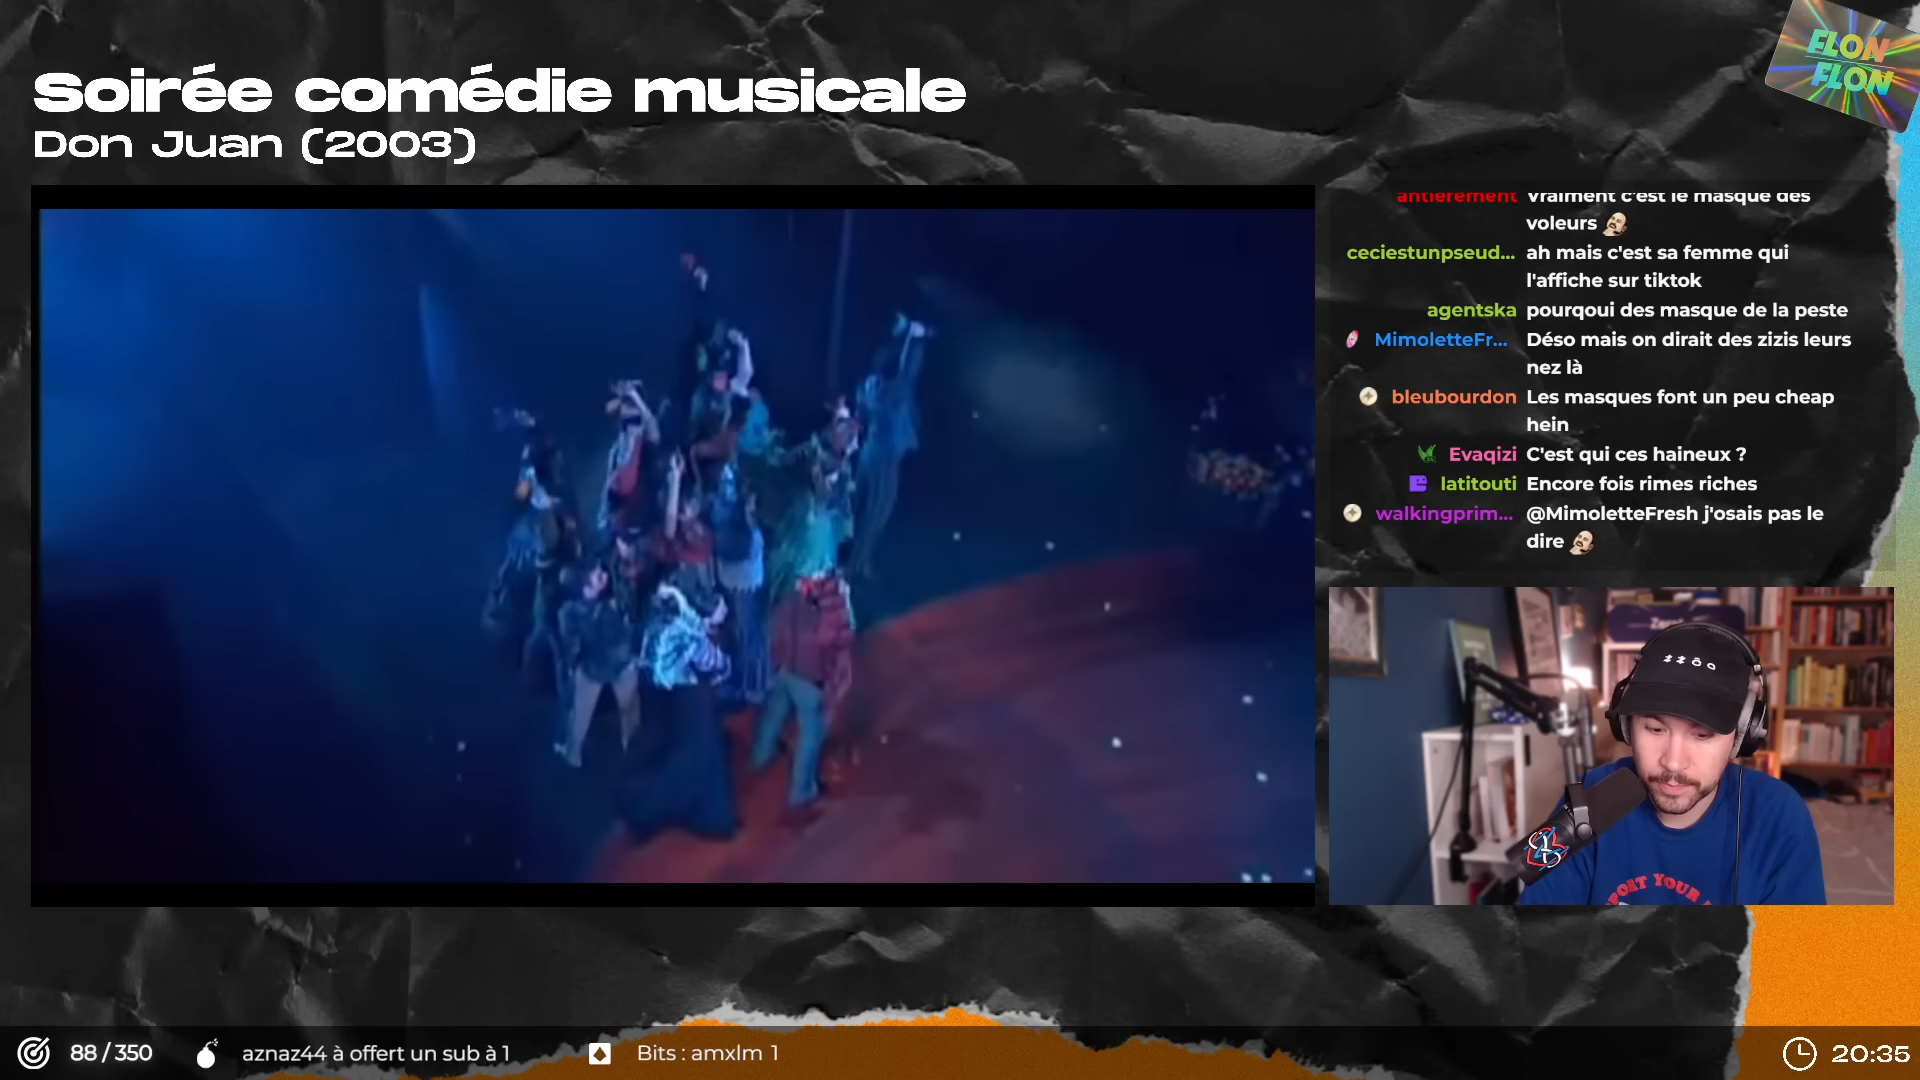 Soirée comédie musicale
Don Juan (2003)
FLON
FLON
antierement Vraiment c'est le masque des
voleurs
ceciestunpseud... ah mais c'est sa femme qui
l'affiche sur tiktok
agentska pourqoui des masque de la peste
MimoletteFr... Déso mais on dirait des zizis leurs
nez là
bleubourdon Les masques font un peu cheap
hein
Evaqizi C'est qui ces haineux ?
latitouti Encore fois rimes riches
walkingprim... @MimoletteFresh j'osais pas le
dire
88 / 350
aznaz44 à offert un sub à 1
Bits : amxlm 1
20:35